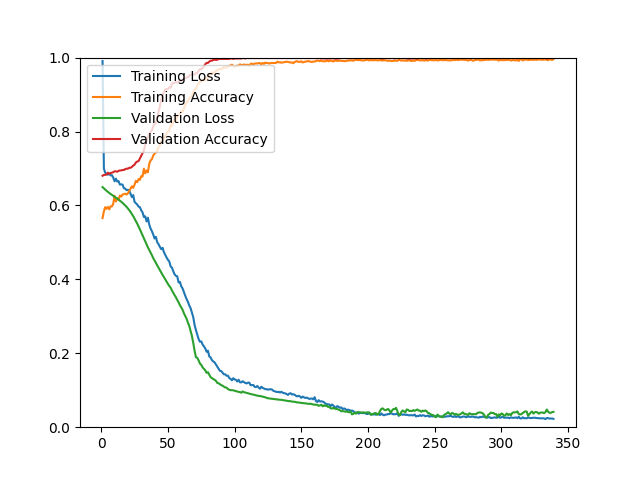 1.0
0.8
0.6
0.4
0.2
0.0
Training Loss
Training Accuracy
Validation Loss
Validation Accuracy
0 50 100 150 200 250 300 350